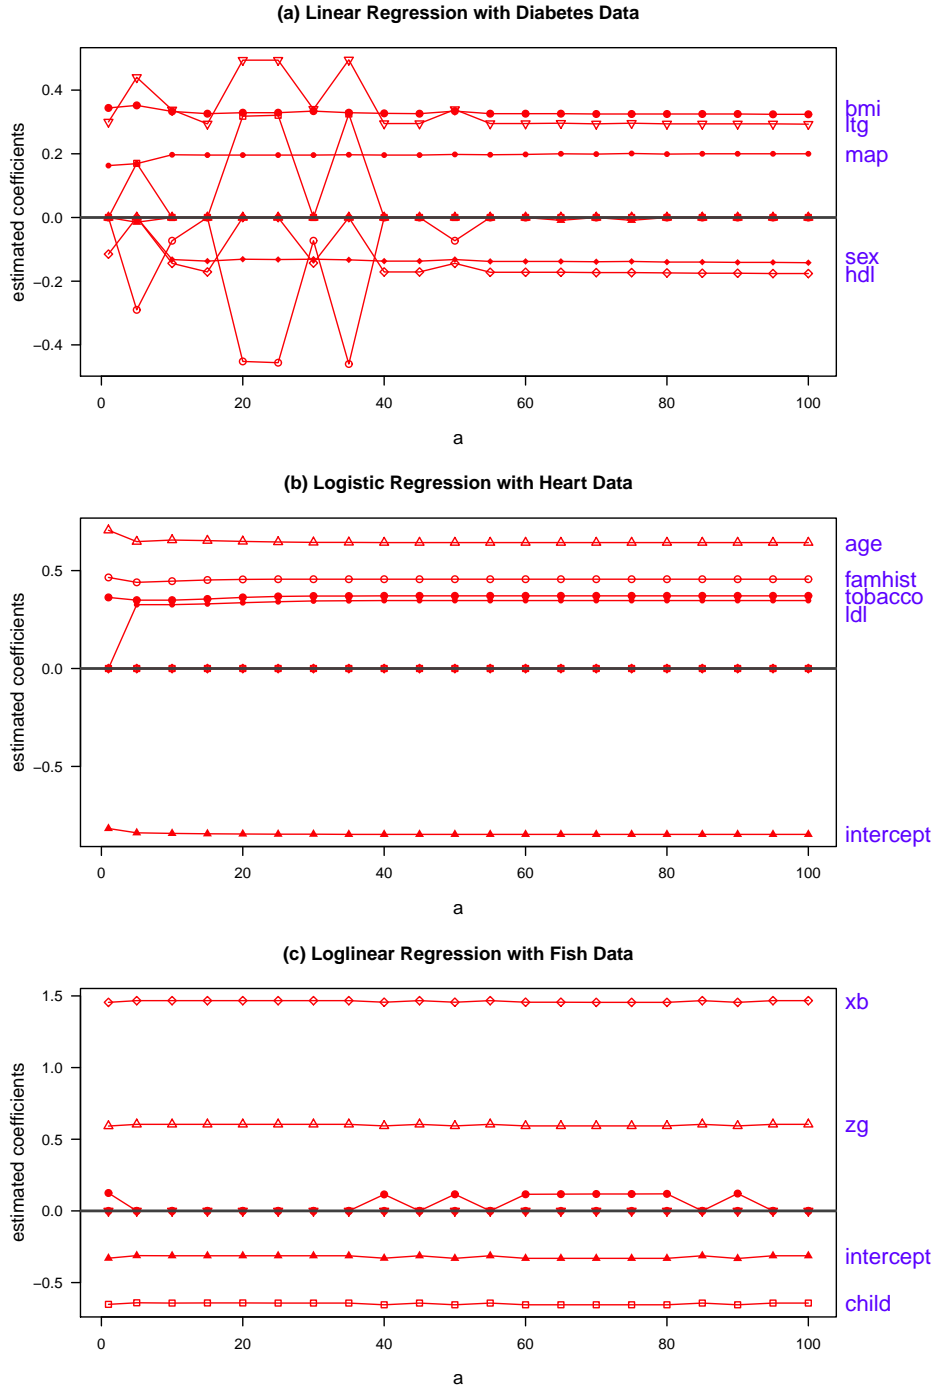 (a) Linear Regression with Diabetes Data
estimated coefficients
0.4
0.2
0.0
−0.2
−0.4
0 20 40 60 80 100
a
bmi
ltg
map
sex
hdl
(b) Logistic Regression with Heart Data
estimated coefficients
0.5
0.0
−0.5
0 20 40 60 80 100
a
age
famhist
tobacco
ldl
intercept
(c) Loglinear Regression with Fish Data
estimated coefficients
1.5
1.0
0.5
0.0
−0.5
0 20 40 60 80 100
a
xb
zg
intercept
child